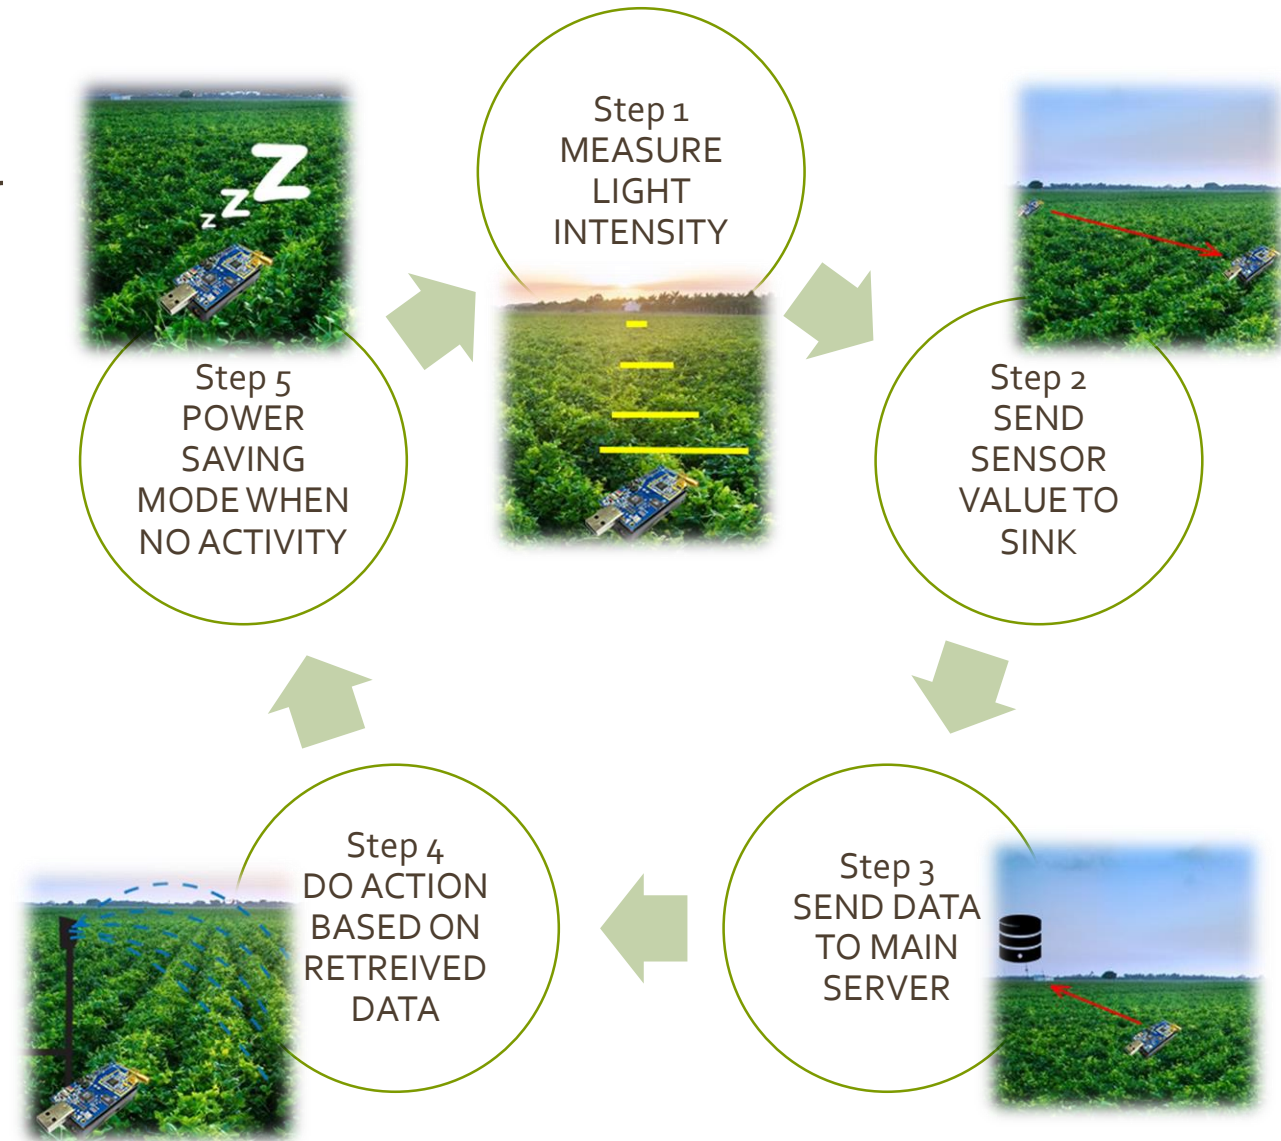 Step 1
MEASURE
LIGHT
INTENSITY
Step 2
SEND
SENSOR
VALUE TO
SINK
Step 3
SEND DATA
TO MAIN
SERVER
Step 4
DO ACTION
BASED ON
RETREIVED
DATA
Step 5
POWER
SAVING
MODE WHEN
NO ACTIVITY
z z Z